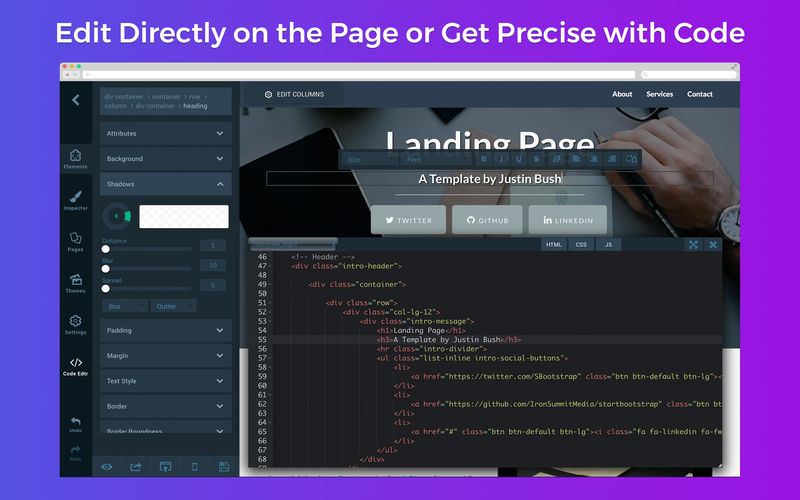 Edit Directly on the Page or Get Precise with Code
div container > container > row >
column > div container > heading
Attributes
Background
Shadows
0
Distance
5
Blur
10
Spread
0
Box
Outter
Padding
Margin
Text Style
Border
Border Roundness
Elements
Inspector
Pages
Themes
Settings
Code Edtr
Undo
Redo
EDIT COLUMNS
About Services Contact
Landing Page
Size Font B I U S
A Template by Justin Bush
TWITTER GITHUB LINKEDIN
HTML CSS JS
46 <!-- Header -->
47 <div class="intro-header">
48
49 <div class="container">
50
51 <div class="row">
52 <div class="col-lg-12">
53 <div class="intro-message">
54 <h1>Landing Page</h1>
55 <h3>A Template by Justin Bush</h3>
56 <hr class="intro-divider">
57 <ul class="list-inline intro-social-buttons">
58 <li>
59 <a href="https://twitter.com/SBootstrap" class="btn btn-default btn-lg"><
60 </li>
61 <li>
62 <a href="https://github.com/IronSummitMedia/startbootstrap" class="btn bt
63 </li>
64 <li>
65 <a href="#" class="btn btn-default btn-lg"><i class="fa fa-linkedin fa-fw
66 </li>
67 </ul>
68 </div>
69